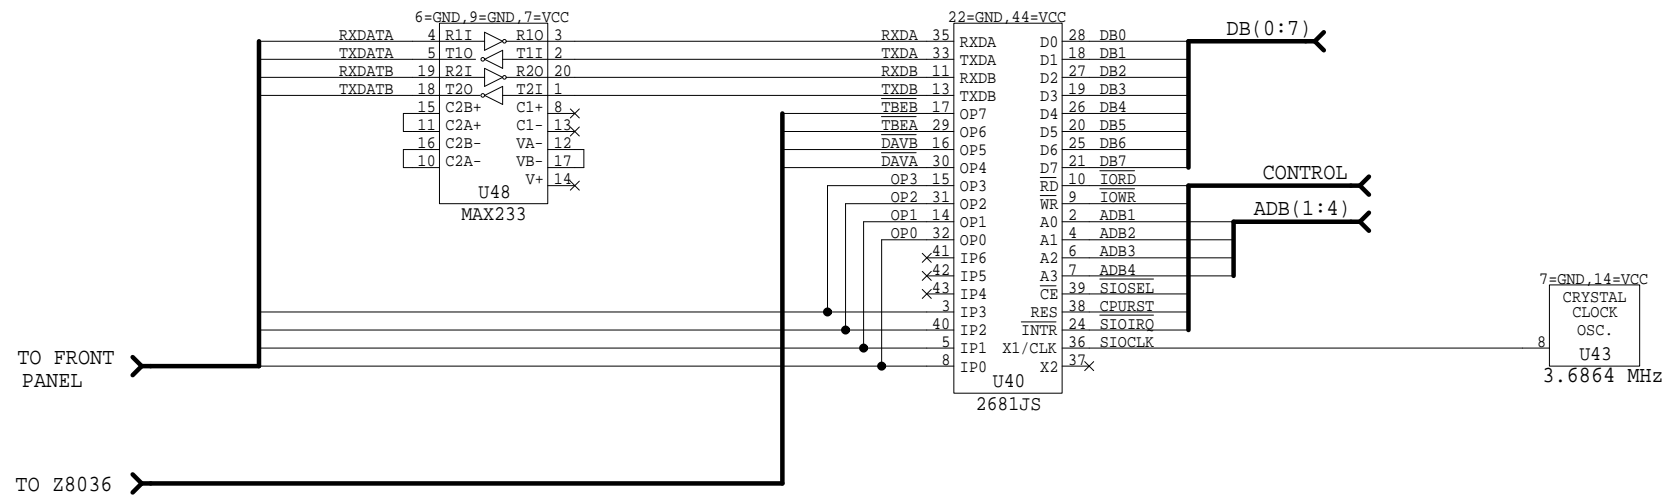 6=GND,9=GND,7=VCC
RXDATA 4 R1I R1O 3
TXDATA 5 T1O T1I 2
RXDATB 19 R2I R2O 20
TXDATB 18 T2O T2I 1
15 C2B+ C1+ 8
11 C2A+ C1- 13
16 C2B- VA- 12
10 C2A- VB- 17
V+ 14
U48
MAX233
22=GND,44=VCC
RXDA 35 RXDA D0 28 DB0
TXDA 33 TXDA D1 18 DB1
RXDB 11 RXDB D2 27 DB2
TXDB 13 TXDB D3 19 DB3
TBEB 17 OP7 D4 26 DB4
TBEA 29 OP6 D5 20 DB5
DAVB 16 OP5 D6 25 DB6
DAVA 30 OP4 D7 21 DB7
OP3 15 OP3 RD 10 IORD
OP2 31 OP2 WR 9 IOWR
OP1 14 OP1 A0 2 ADB1
OP0 32 OP0 A1 4 ADB2
41 IP6 A2 6 ADB3
42 IP5 A3 7 ADB4
43 IP4 CE 39 SIOSEL
3 IP3 RES 38 CPURST
40 IP2 INTR 24 SIOIRQ
5 IP1 X1/CLK 36 SIOCLK
8 IP0 X2 37
U40
2681JS
DB(0:7)
CONTROL
ADB(1:4)
7=GND,14=VCC
CRYSTAL
CLOCK
OSC.
8
U43
3.6864 MHz
TO FRONT
PANEL
TO Z8036